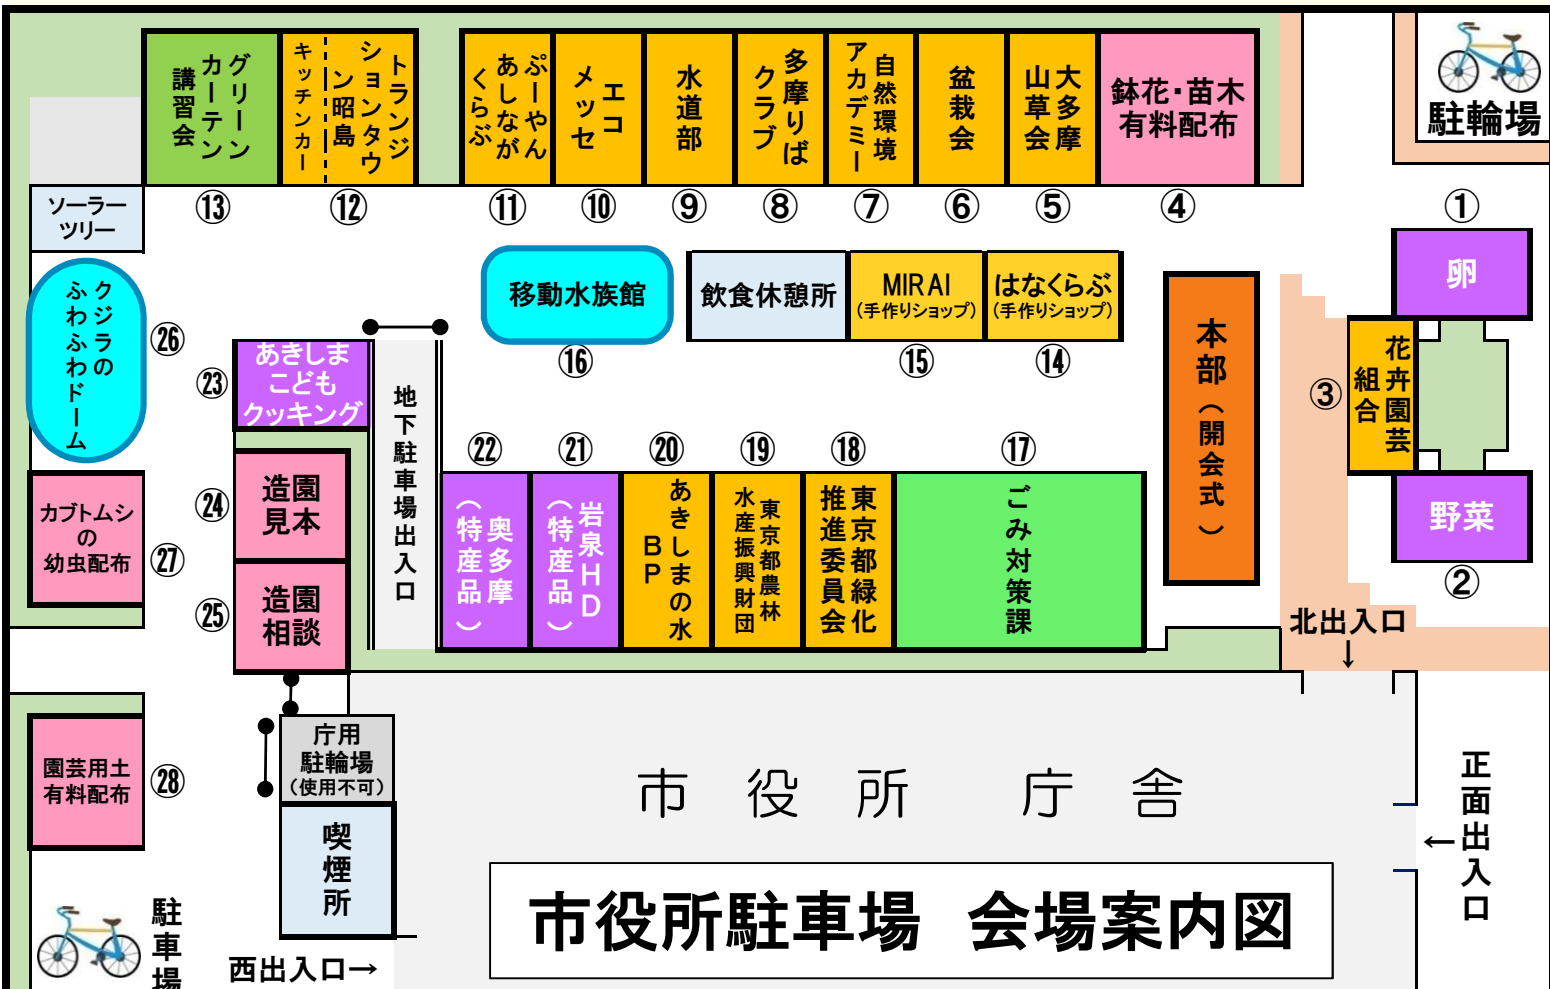 グリーン
カーテン
講習会
⑬
キッチンカー
トランジ
ションタウ
ン昭島
⑫
ぷーやん
あしなが
くらぶ
⑪
エコ
メッセ
⑩
水道部
⑨
多摩りば
クラブ
⑧
自然環境
アカデミー
⑦
盆栽会
⑥
大多摩
山草会
⑤
鉢花・苗木
有料配布
④
駐輪場
①
卵
花卉園芸
組合
③
野菜
②
ソーラー
ツリー
クジラの
ふわふわドーム
㉖
移動水族館
⑯
飲食休憩所
MIRAI
(手作りショップ)
⑮
はなくらぶ
(手作りショップ)
⑭
本部(開会式)
あきしま
こども
クッキング
㉓
地下駐車場出入口
造園
見本
㉔
造園
相談
㉕
カブトムシ
の
幼虫配布
㉗
㉒
奥多摩
(特産品)
㉑
岩泉HD
(特産品)
⑳
あきしまの水
BP
⑲
東京都農林
水産振興財団
⑱
東京都緑化
推進委員会
⑰
ごみ対策課
北出入口
↓
園芸用土
有料配布
㉘
庁用
駐輪場
(使用不可)
喫煙所
市役所庁舎
正面出入口
←
市役所駐車場 会場案内図
駐車場
西出入口→